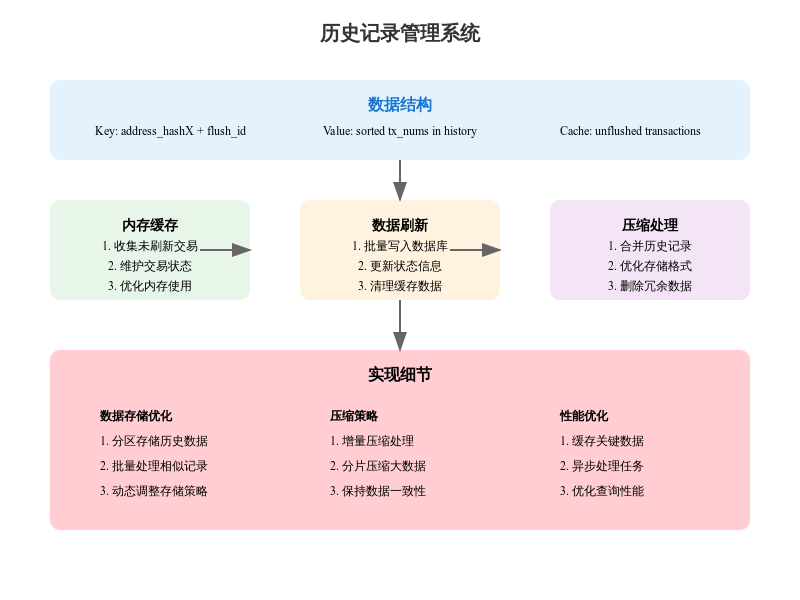 历史记录管理系统
数据结构
Key: address_hashX + flush_id
Value: sorted tx_nums in history
Cache: unflushed transactions
内存缓存
1. 收集未刷新交易
2. 维护交易状态
3. 优化内存使用
数据刷新
1. 批量写入数据库
2. 更新状态信息
3. 清理缓存数据
压缩处理
1. 合并历史记录
2. 优化存储格式
3. 删除冗余数据
实现细节
数据存储优化
1. 分区存储历史数据
2. 批量处理相似记录
3. 动态调整存储策略
压缩策略
1. 增量压缩处理
2. 分片压缩大数据
3. 保持数据一致性
性能优化
1. 缓存关键数据
2. 异步处理任务
3. 优化查询性能